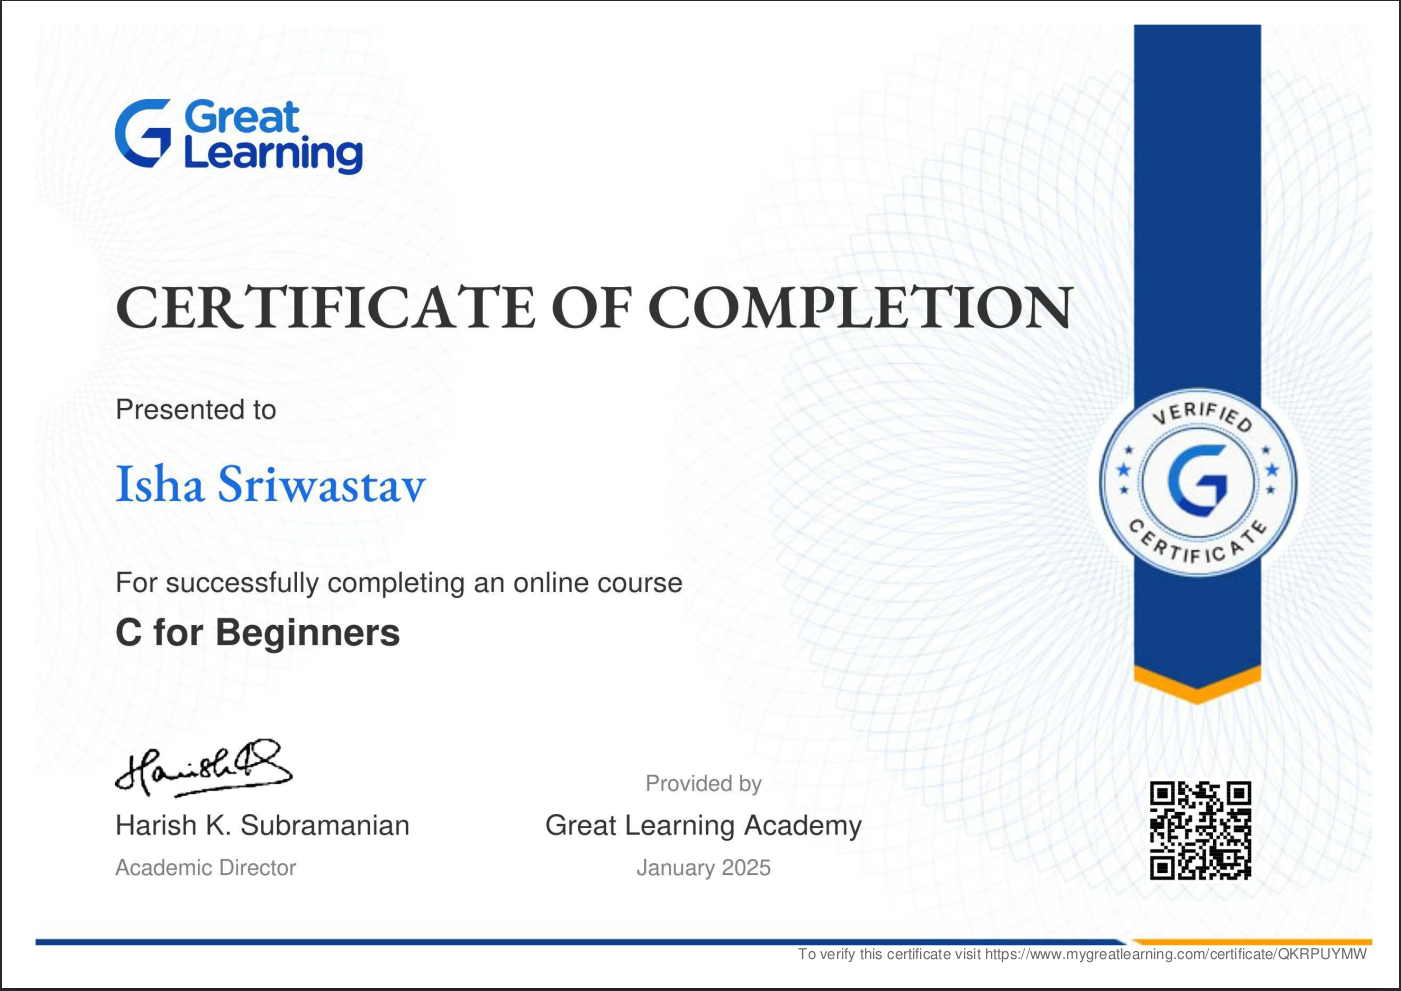 Great
Learning
CERTIFICATE OF COMPLETION
Presented to
Isha Sriwastav
For successfully completing an online course
C for Beginners
VERIFIED
CERTIFICATE
Harish K. Subramanian
Academic Director
Provided by
Great Learning Academy
January 2025
To verify this certificate visit https://www.mygreatlearning.com/certificate/QKRPUYMW